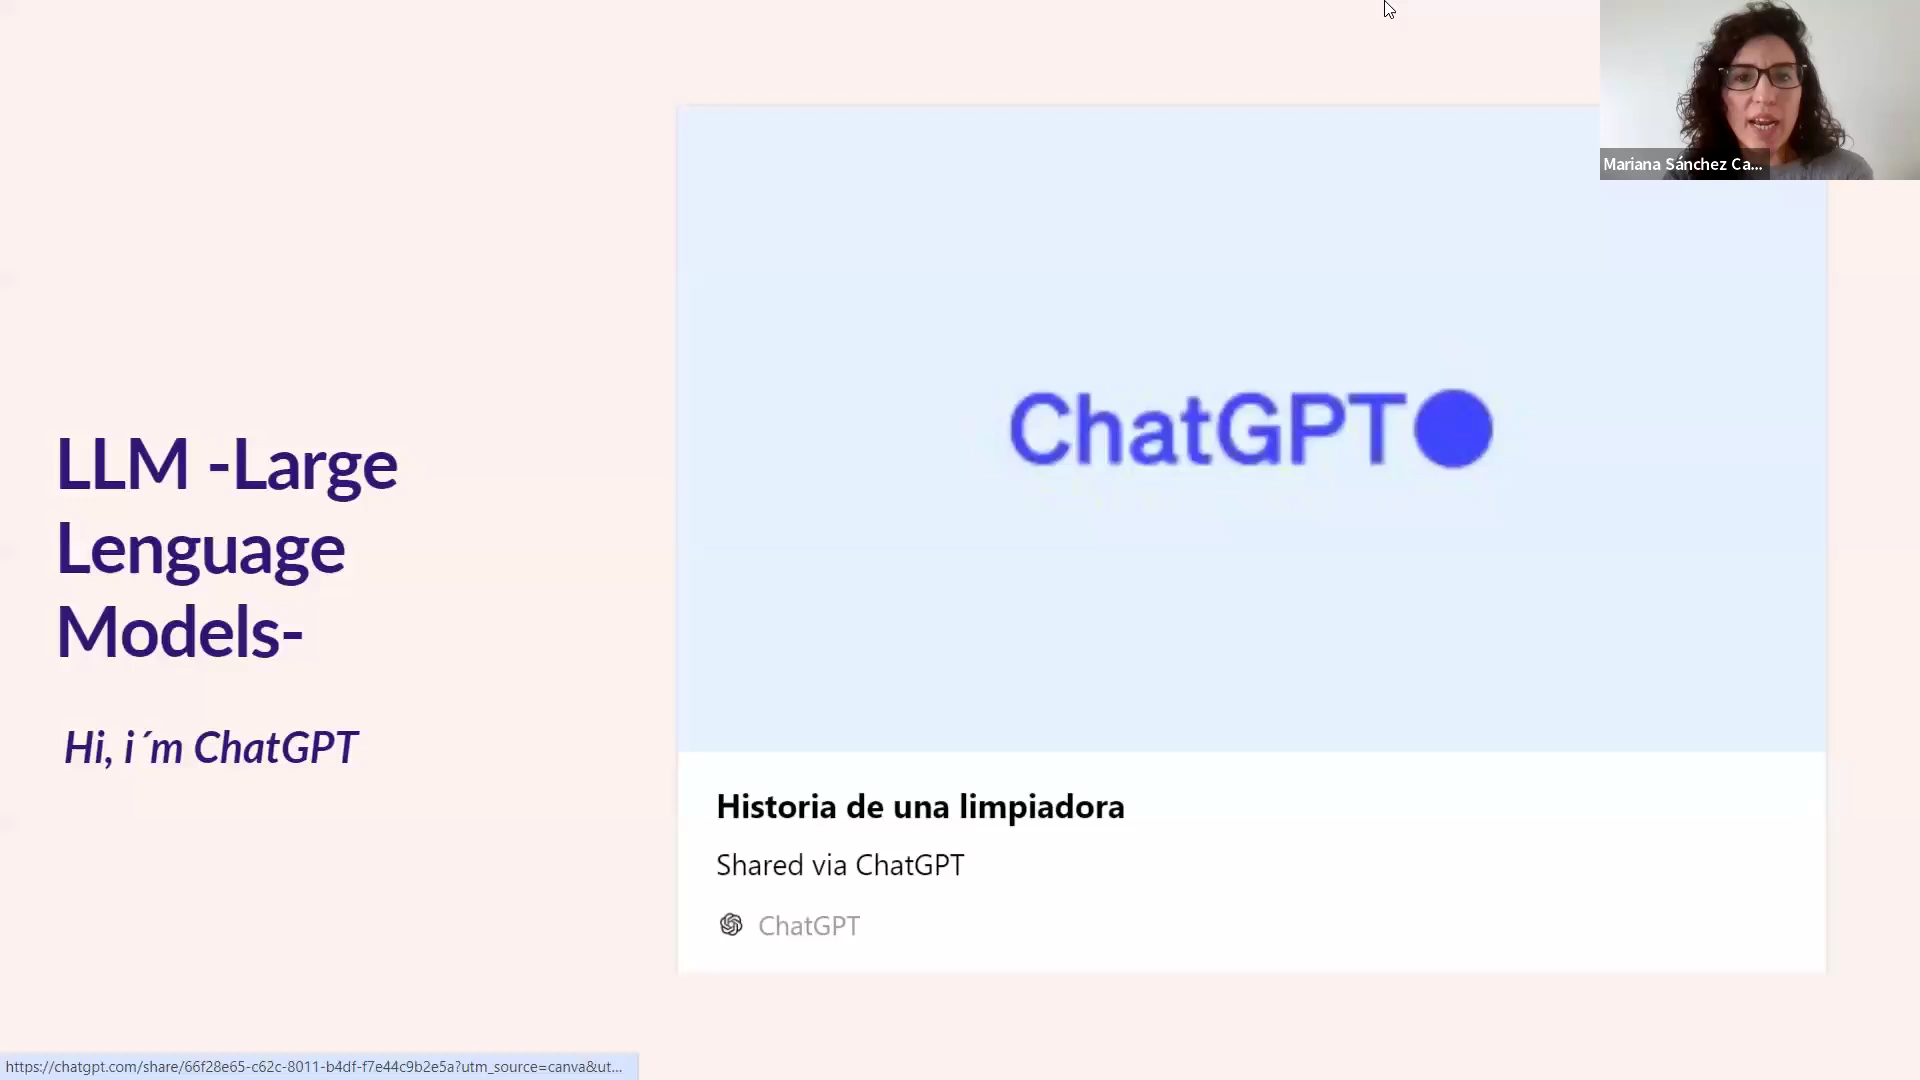 Mariana Sánchez Ca...
ChatGPT
LLM -Large
Lenguage
Models-
Hi, i´m ChatGPT
Historia de una limpiadora
Shared via ChatGPT
ChatGPT
https://chatgpt.com/share/66f28e65-c62c-8011-b4df-f7e44c9b2e5a?utm_source=canva&ut...